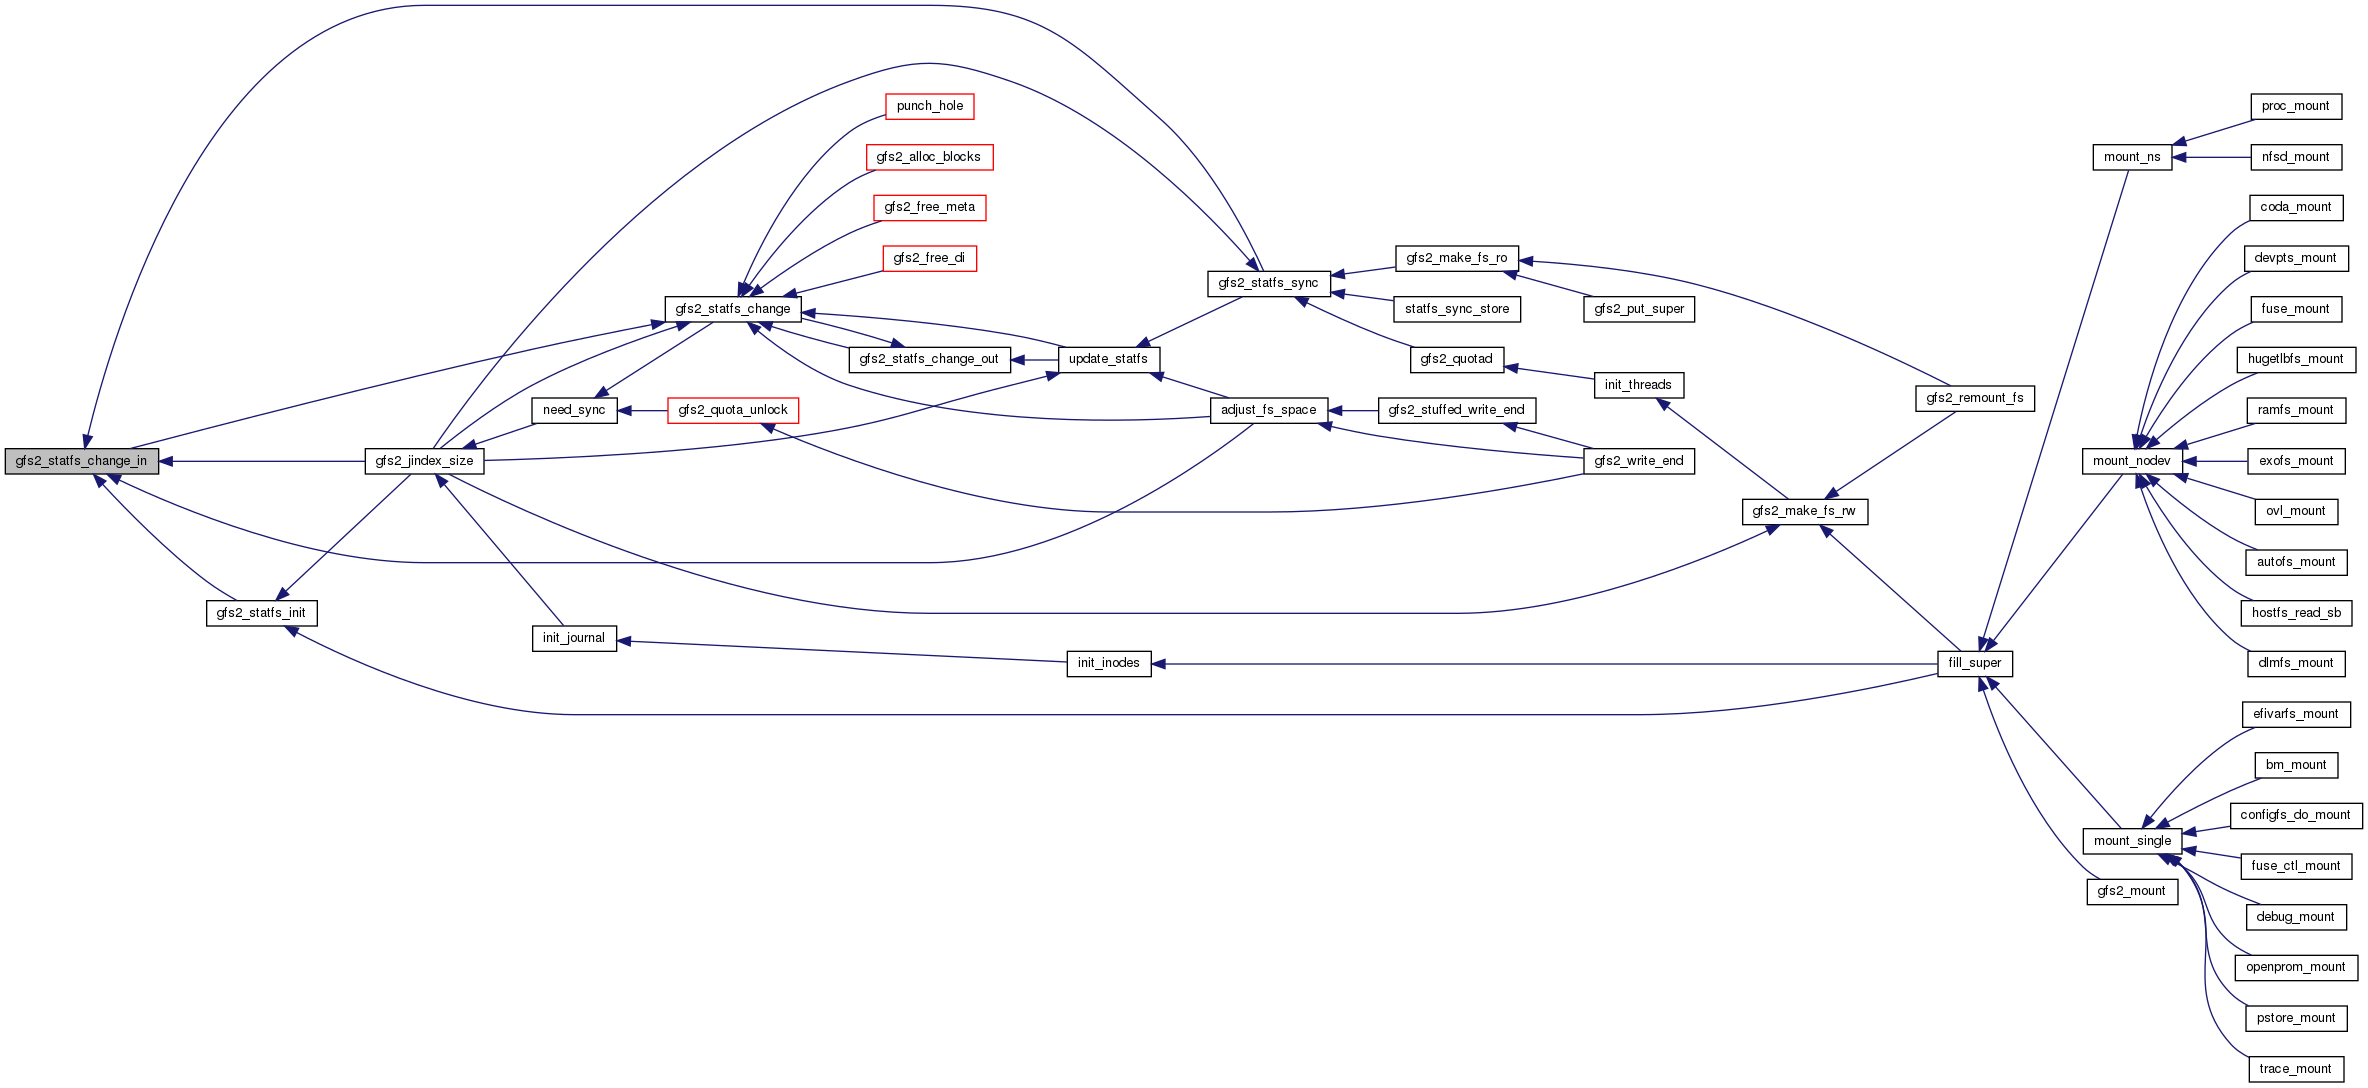 gfs2_statfs_change_in
gfs2_statfs_init
gfs2_jindex_size
need_sync
init_journal
gfs2_statfs_change
gfs2_quota_unlock
punch_hole
gfs2_alloc_blocks
gfs2_free_meta
gfs2_free_di
gfs2_statfs_change_out
update_statfs
init_inodes
gfs2_statfs_sync
adjust_fs_space
gfs2_make_fs_ro
statfs_sync_store
gfs2_quotad
gfs2_stuffed_write_end
gfs2_put_super
init_threads
gfs2_write_end
gfs2_make_fs_rw
gfs2_remount_fs
fill_super
mount_ns
mount_nodev
mount_single
gfs2_mount
proc_mount
nfsd_mount
coda_mount
devpts_mount
fuse_mount
hugetlbfs_mount
ramfs_mount
exofs_mount
ovl_mount
autofs_mount
hostfs_read_sb
dlmfs_mount
efivarfs_mount
bm_mount
configfs_do_mount
fuse_ctl_mount
debug_mount
openprom_mount
pstore_mount
trace_mount